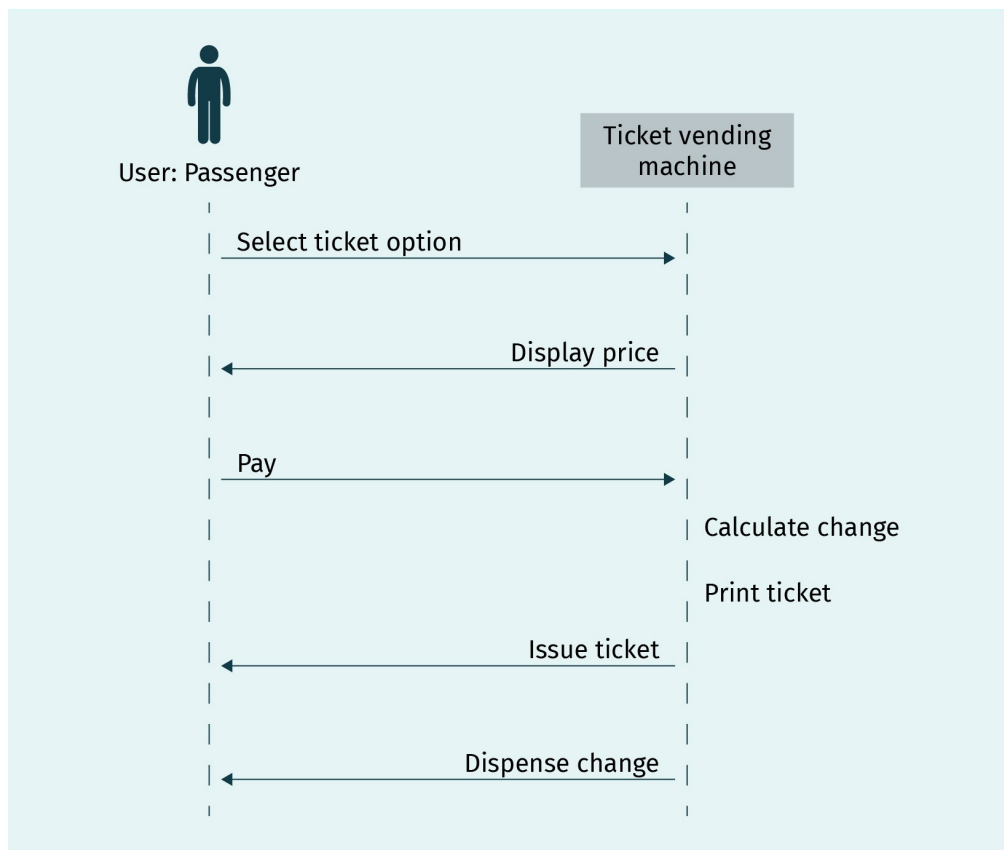 User: Passenger
Ticket vending
machine
Select ticket option
Display price
Pay
Calculate change
Print ticket
Issue ticket
Dispense change